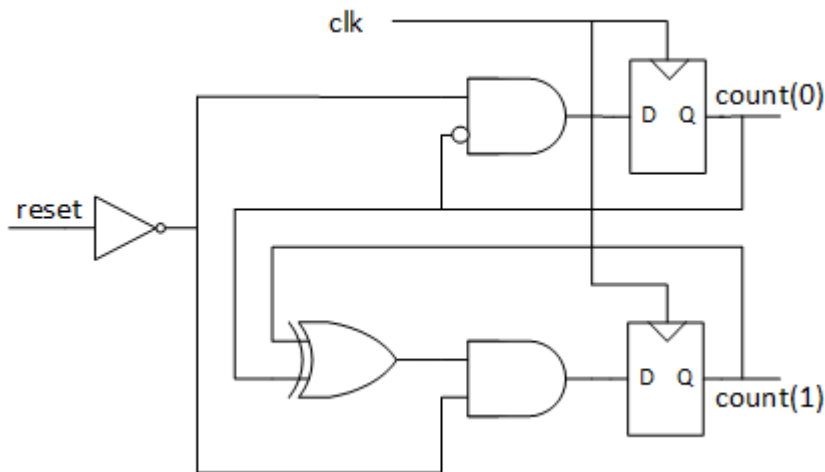 clk
count(0)
D Q
reset
D Q
count(1)